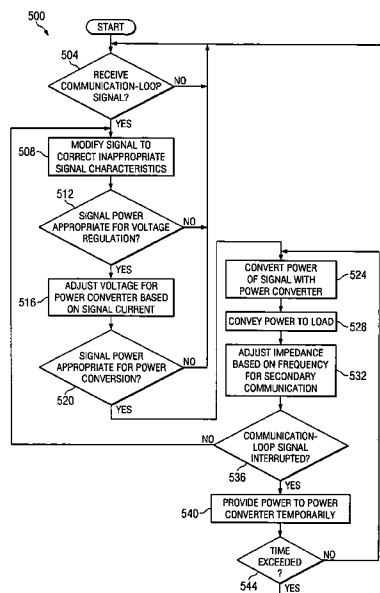 500
START
504
RECEIVE
COMMUNICATION-LOOP
SIGNAL?
NO
YES
508
MODIFY SIGNAL TO
CORRECT INAPPROPRIATE
SIGNAL CHARACTERISTICS
512
SIGNAL POWER
APPROPRIATE FOR VOLTAGE
REGULATION?
NO
YES
516
ADJUST VOLTAGE FOR
POWER CONVERTER BASED
ON SIGNAL CURRENT
SIGNAL POWER
APPROPRIATE FOR POWER
CONVERSION?
NO
520
YES
CONVERT POWER
OF SIGNAL WITH
POWER CONVERTER
524
CONVEY POWER TO LOAD
528
ADJUST IMPEDANCE
BASED ON FREQUENCY
FOR SECONDARY
COMMUNICATION
532
NO
COMMUNICATION-
LOOP SIGNAL
INTERRUPTED?
536
YES
540
PROVIDE POWER TO POWER
CONVERTER TEMPORARILY
TIME
EXCEEDED
?
NO
544
YES